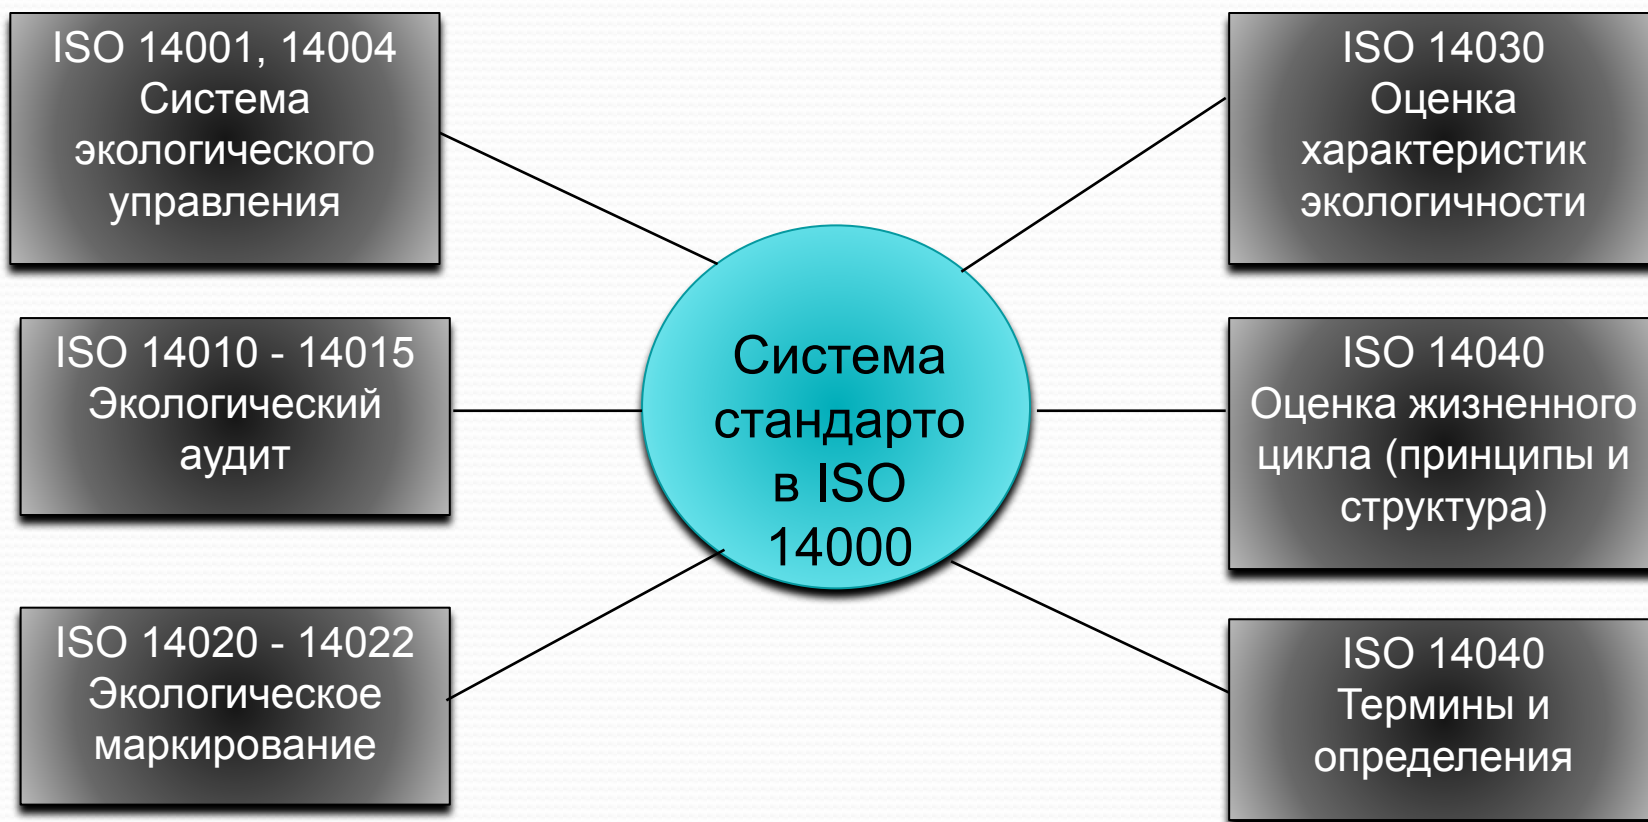 ISO 14001, 14004
Система
экологического
управления
ISO 14010 - 14015
Экологический
аудит
ISO 14020 - 14022
Экологическое
маркирование
Система
стандарто
в ISO
14000
ISO 14030
Оценка
характеристик
экологичности
ISO 14040
Оценка жизненного
цикла (принципы и
структура)
ISO 14040
Термины и
определения